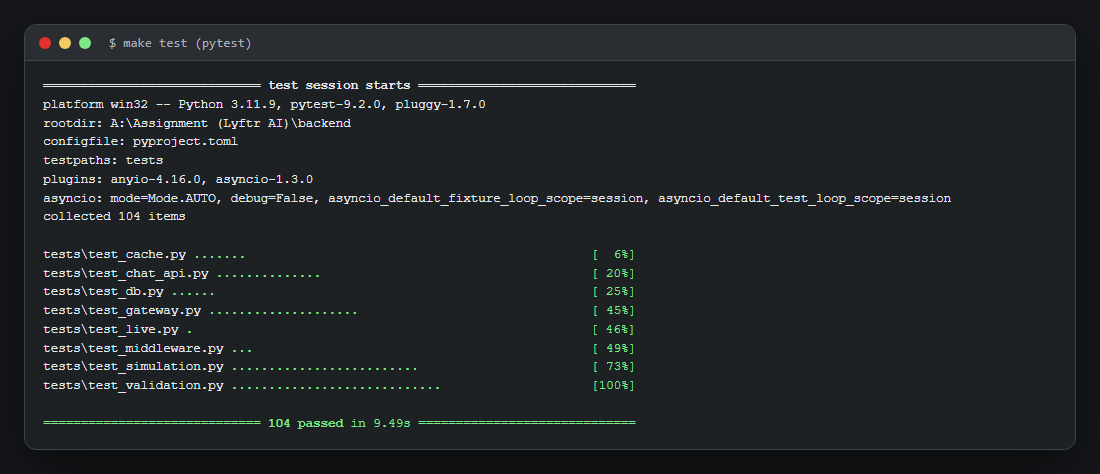 $ make test (pytest)
============================= test session starts =============================
platform win32 -- Python 3.11.9, pytest-9.2.0, pluggy-1.7.0
rootdir: A:\Assignment (Lyftr AI)\backend
configfile: pyproject.toml
testpaths: tests
plugins: anyio-4.16.0, asyncio-1.3.0
asyncio: mode=Mode.AUTO, debug=False, asyncio_default_fixture_loop_scope=session, asyncio_default_test_loop_scope=session
collected 104 items
tests\test_cache.py ....... [  6%]
tests\test_chat_api.py .............. [ 20%]
tests\test_db.py ...... [ 25%]
tests\test_gateway.py .................... [ 45%]
tests\test_live.py . [ 46%]
tests\test_middleware.py ... [ 49%]
tests\test_simulation.py ......................... [ 73%]
tests\test_validation.py ............................ [100%]
============================= 104 passed in 9.49s =============================